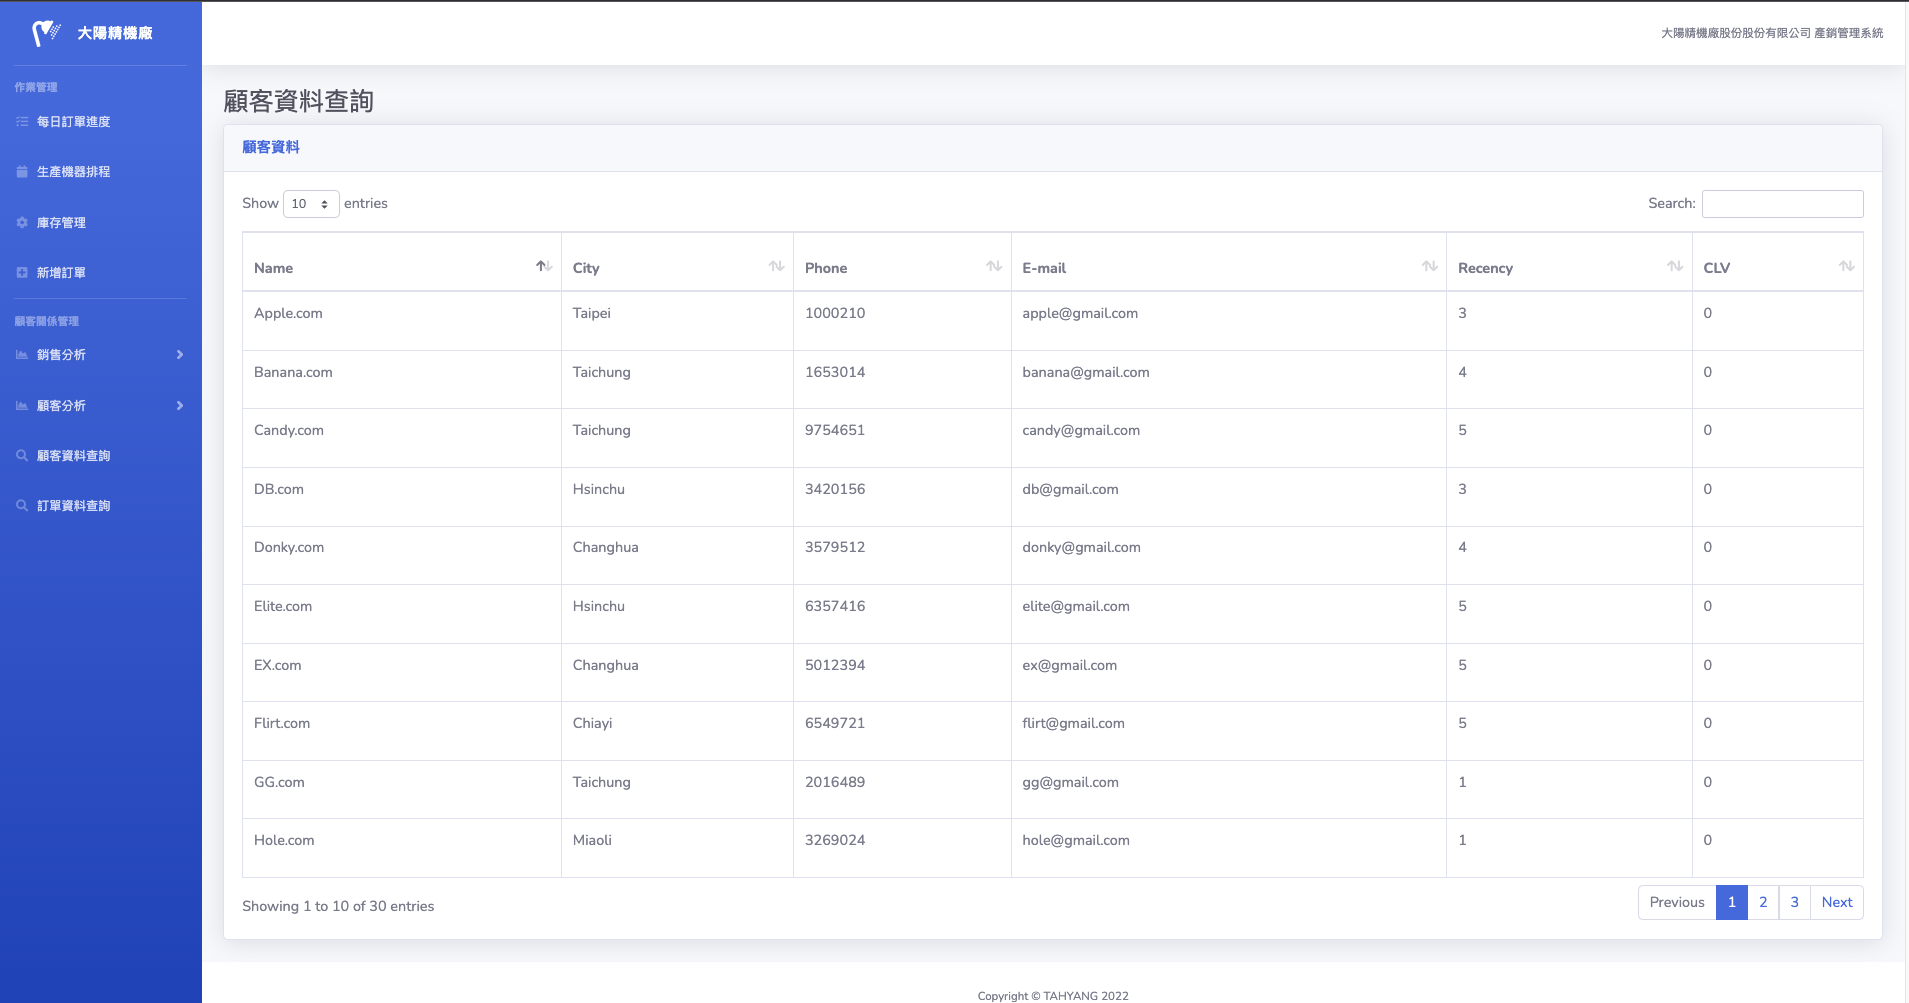 大陽精機廠
大陽精機廠股份股份有限公司 產銷管理系統
作業管理
每日訂單進度
生產機器排程
庫存管理
新增訂單
顧客關係管理
銷售分析
顧客分析
顧客資料查詢
訂單資料查詢
顧客資料查詢
顧客資料
Show 10 entries
Search:
Name City Phone E-mail Recency CLV
Apple.com Taipei 1000210 apple@gmail.com 3 0
Banana.com Taichung 1653014 banana@gmail.com 4 0
Candy.com Taichung 9754651 candy@gmail.com 5 0
DB.com Hsinchu 3420156 db@gmail.com 3 0
Donky.com Changhua 3579512 donky@gmail.com 4 0
Elite.com Hsinchu 6357416 elite@gmail.com 5 0
EX.com Changhua 5012394 ex@gmail.com 5 0
Flirt.com Chiayi 6549721 flirt@gmail.com 5 0
GG.com Taichung 2016489 gg@gmail.com 1 0
Hole.com Miaoli 3269024 hole@gmail.com 1 0
Showing 1 to 10 of 30 entries
Previous 1 2 3 Next
Copyright © TAHYANG 2022